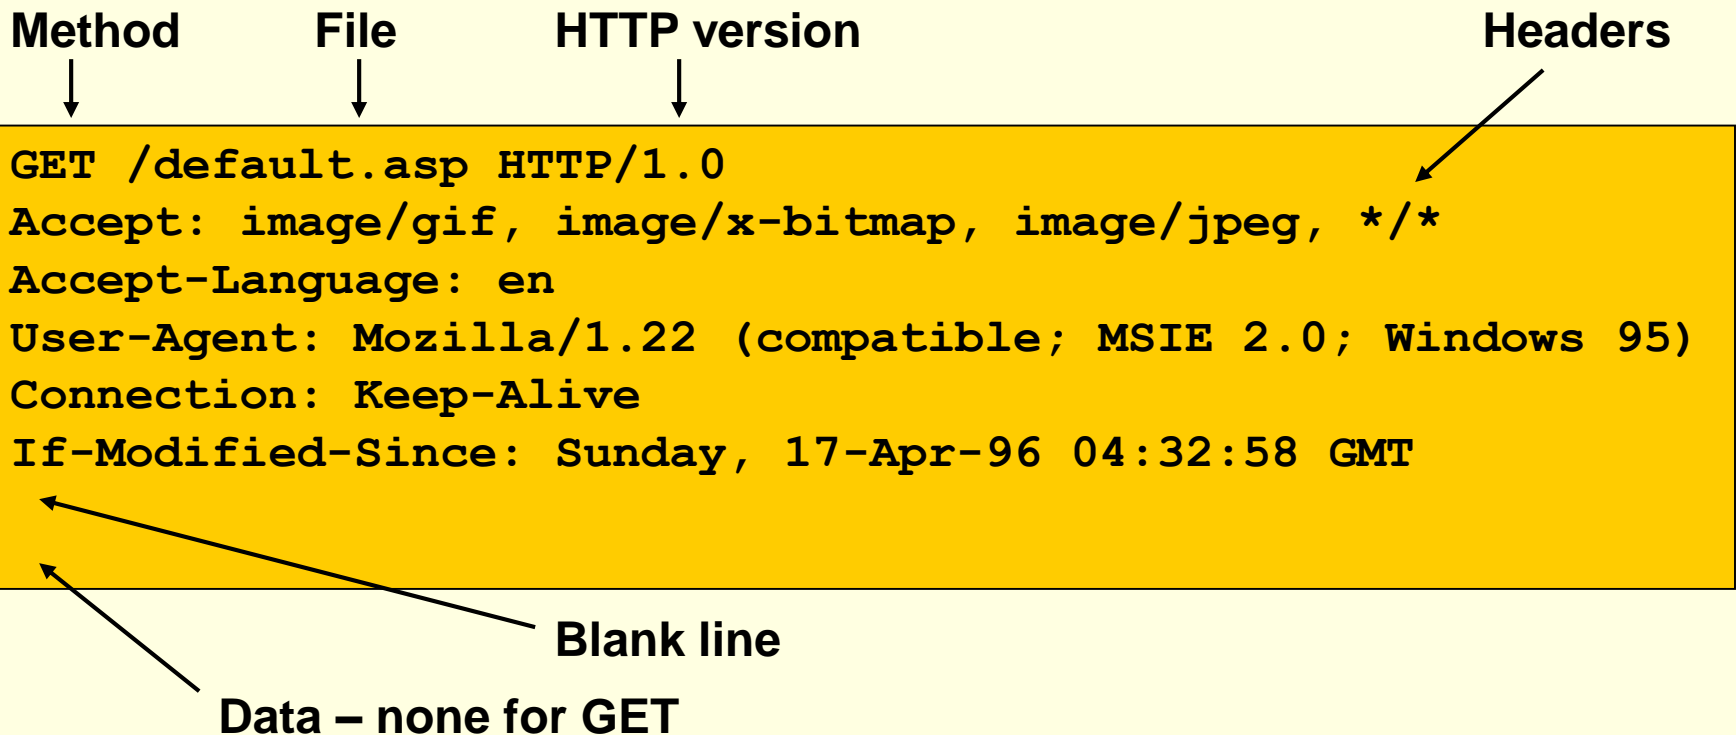 Method File HTTP version Headers
GET /default.asp HTTP/1.0
Accept: image/gif, image/x-bitmap, image/jpeg, */*
Accept-Language: en
User-Agent: Mozilla/1.22 (compatible; MSIE 2.0; Windows 95)
Connection: Keep-Alive
If-Modified-Since: Sunday, 17-Apr-96 04:32:58 GMT
Blank line
Data – none for GET